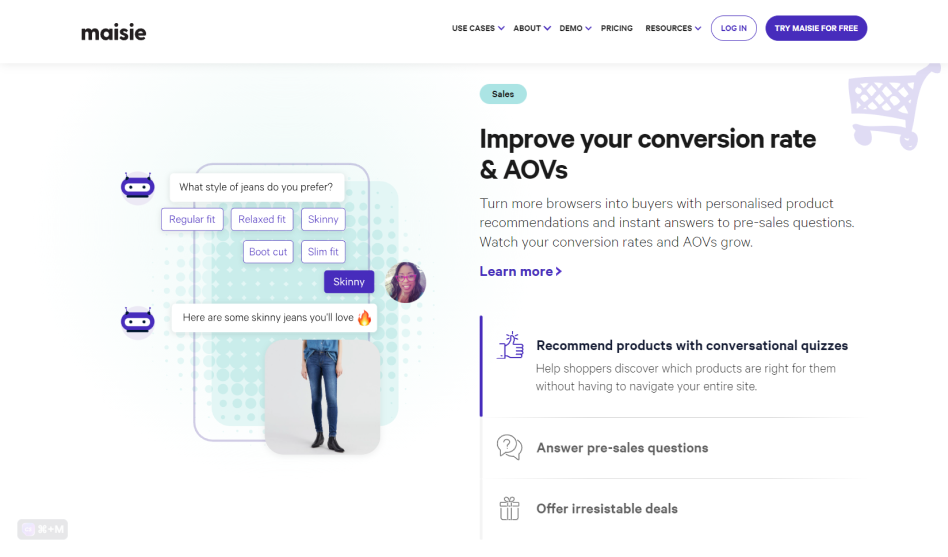 maisie
USE CASES
ABOUT
DEMO
PRICING
RESOURCES
LOG IN
TRY MAISIE FOR FREE
What style of jeans do you prefer?
Regular fit
Relaxed fit
Skinny
Boot cut
Slim fit
Skinny
Here are some skinny jeans you'll love 🔥
Sales
Improve your conversion rate
& AOVs
Turn more browsers into buyers with personalised product
recommendations and instant answers to pre-sales questions.
Watch your conversion rates and AOVs grow.
Learn more
Recommend products with conversational quizzes
Help shoppers discover which products are right for them
without having to navigate your entire site.
Answer pre-sales questions
Offer irresistable deals
⌘+M